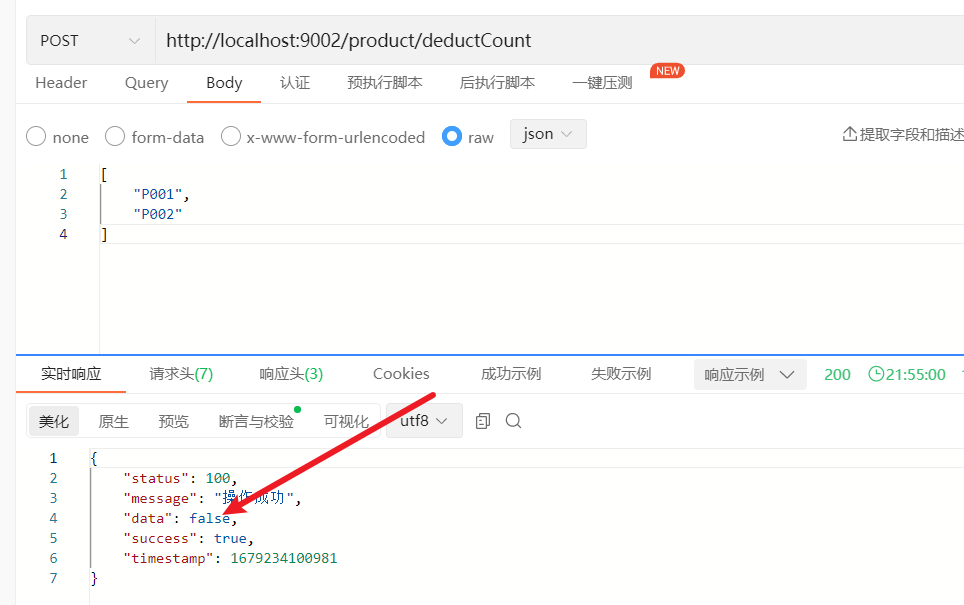 POST http://localhost:9002/product/deductCount
Header Query Body 认证 预执行脚本 后执行脚本 一键压测 NEW
none form-data x-www-form-urlencoded raw json 提取字段和描述
1 [
2 "P001",
3 "P002"
4 ]
实时响应 请求头(7) 响应头(3) Cookies 成功示例 失败示例 响应示例 200 21:55:00
美化 原生 预览 断言与校验 可视化 utf8
1 {
2 "status": 100,
3 "message": "操作成功",
4 "data": false,
5 "success": true,
6 "timestamp": 1679234100981
7 }